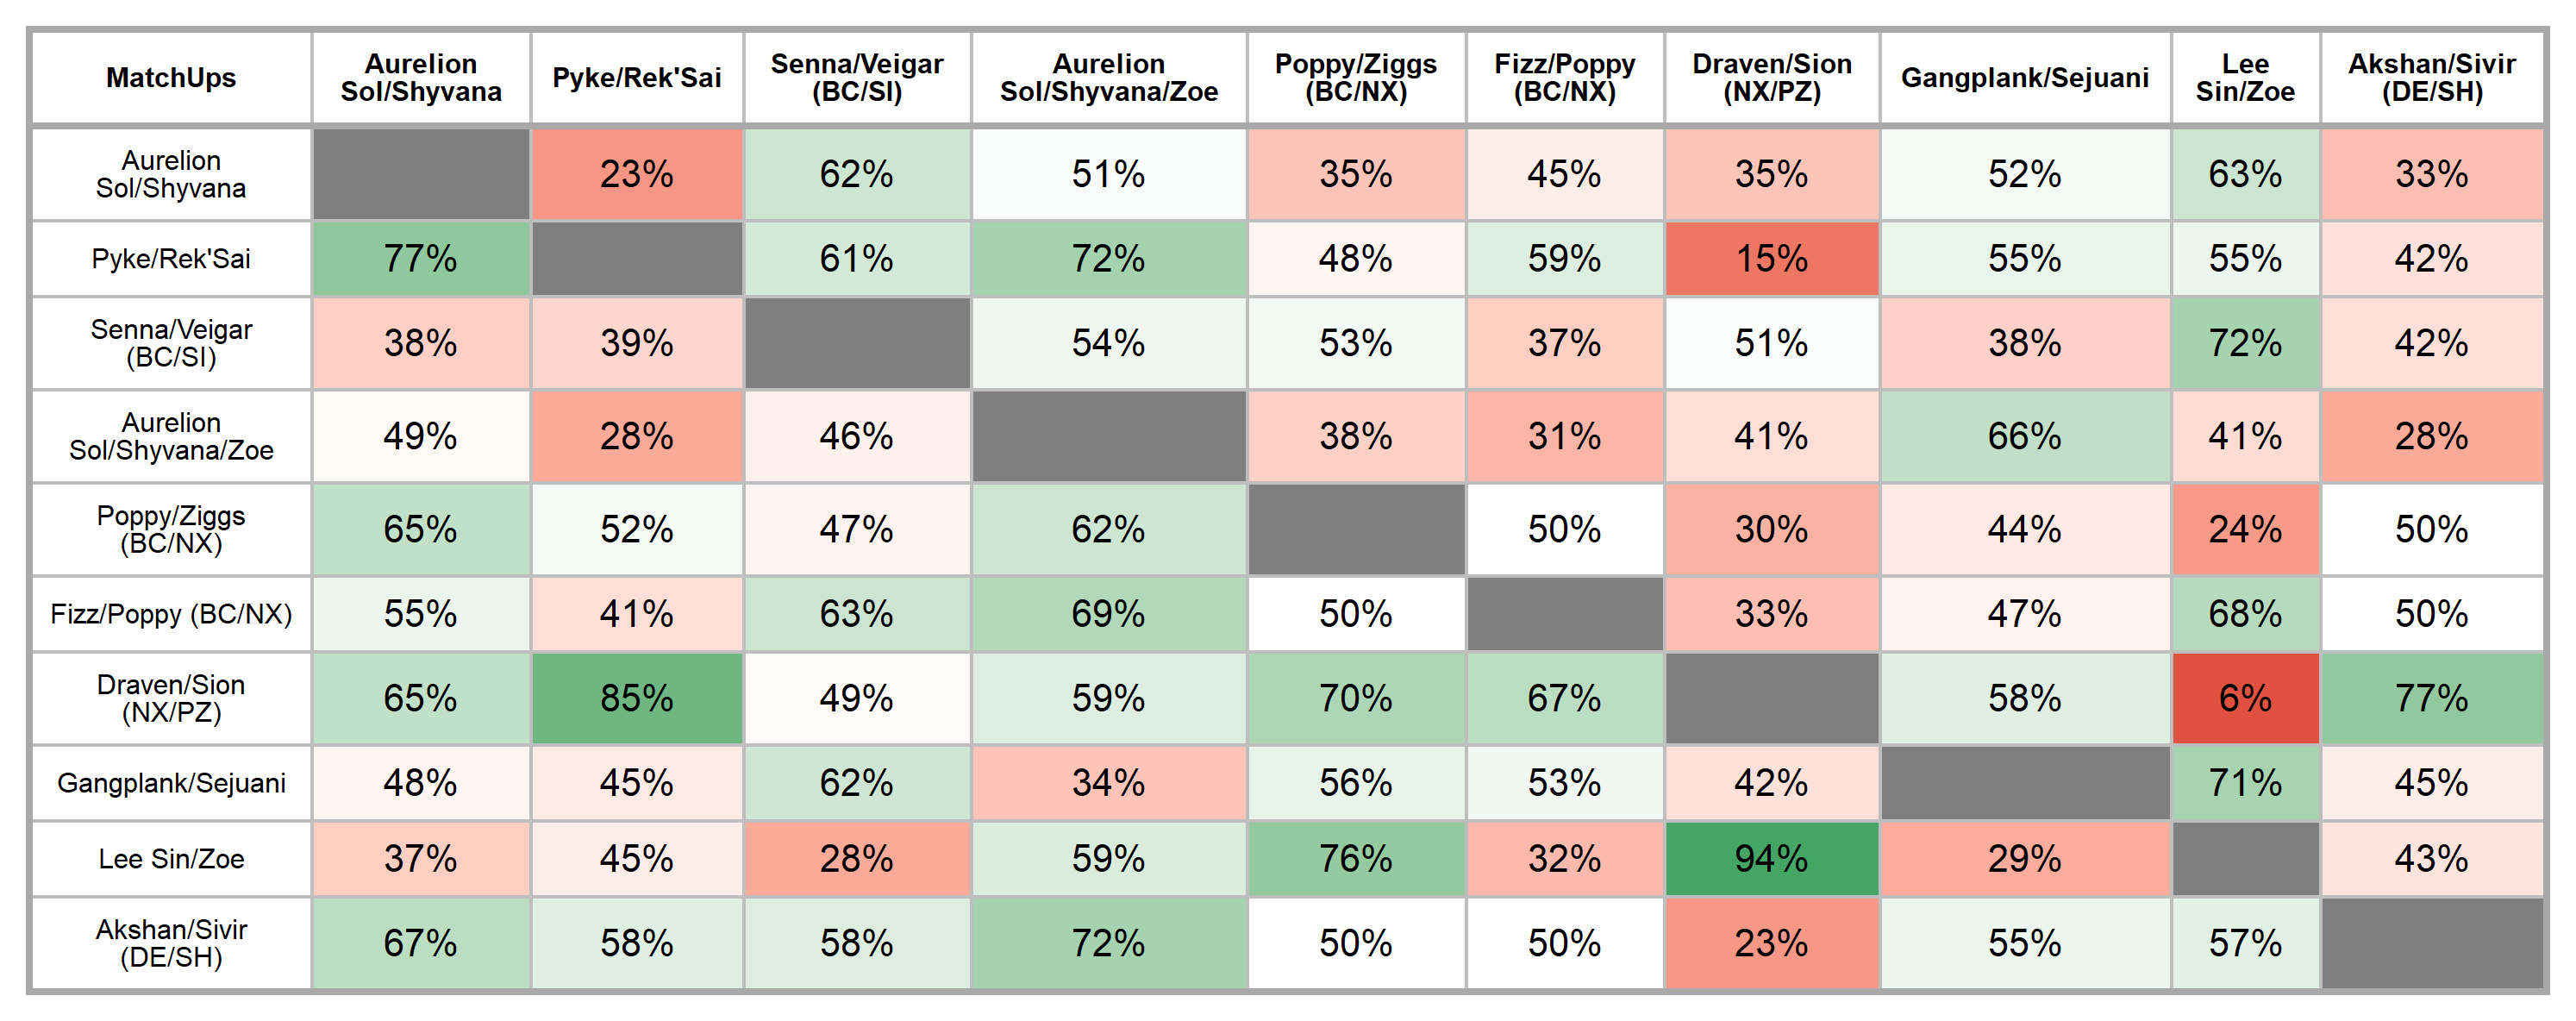 MatchUps
Aurelion
Sol/Shyvana
Pyke/Rek'Sai
Senna/Veigar
(BC/SI)
Aurelion
Sol/Shyvana/Zoe
Poppy/Ziggs
(BC/NX)
Fizz/Poppy
(BC/NX)
Draven/Sion
(NX/PZ)
Gangplank/Sejuani
Lee
Sin/Zoe
Akshan/Sivir
(DE/SH)
Aurelion
Sol/Shyvana
23%
62%
51%
35%
45%
35%
52%
63%
33%
Pyke/Rek'Sai
77%
61%
72%
48%
59%
15%
55%
55%
42%
Senna/Veigar
(BC/SI)
38%
39%
54%
53%
37%
51%
38%
72%
42%
Aurelion
Sol/Shyvana/Zoe
49%
28%
46%
38%
31%
41%
66%
41%
28%
Poppy/Ziggs
(BC/NX)
65%
52%
47%
62%
50%
30%
44%
24%
50%
Fizz/Poppy (BC/NX)
55%
41%
63%
69%
50%
33%
47%
68%
50%
Draven/Sion
(NX/PZ)
65%
85%
49%
59%
70%
67%
58%
6%
77%
Gangplank/Sejuani
48%
45%
62%
34%
56%
53%
42%
71%
45%
Lee Sin/Zoe
37%
45%
28%
59%
76%
32%
94%
29%
43%
Akshan/Sivir
(DE/SH)
67%
58%
58%
72%
50%
50%
23%
55%
57%